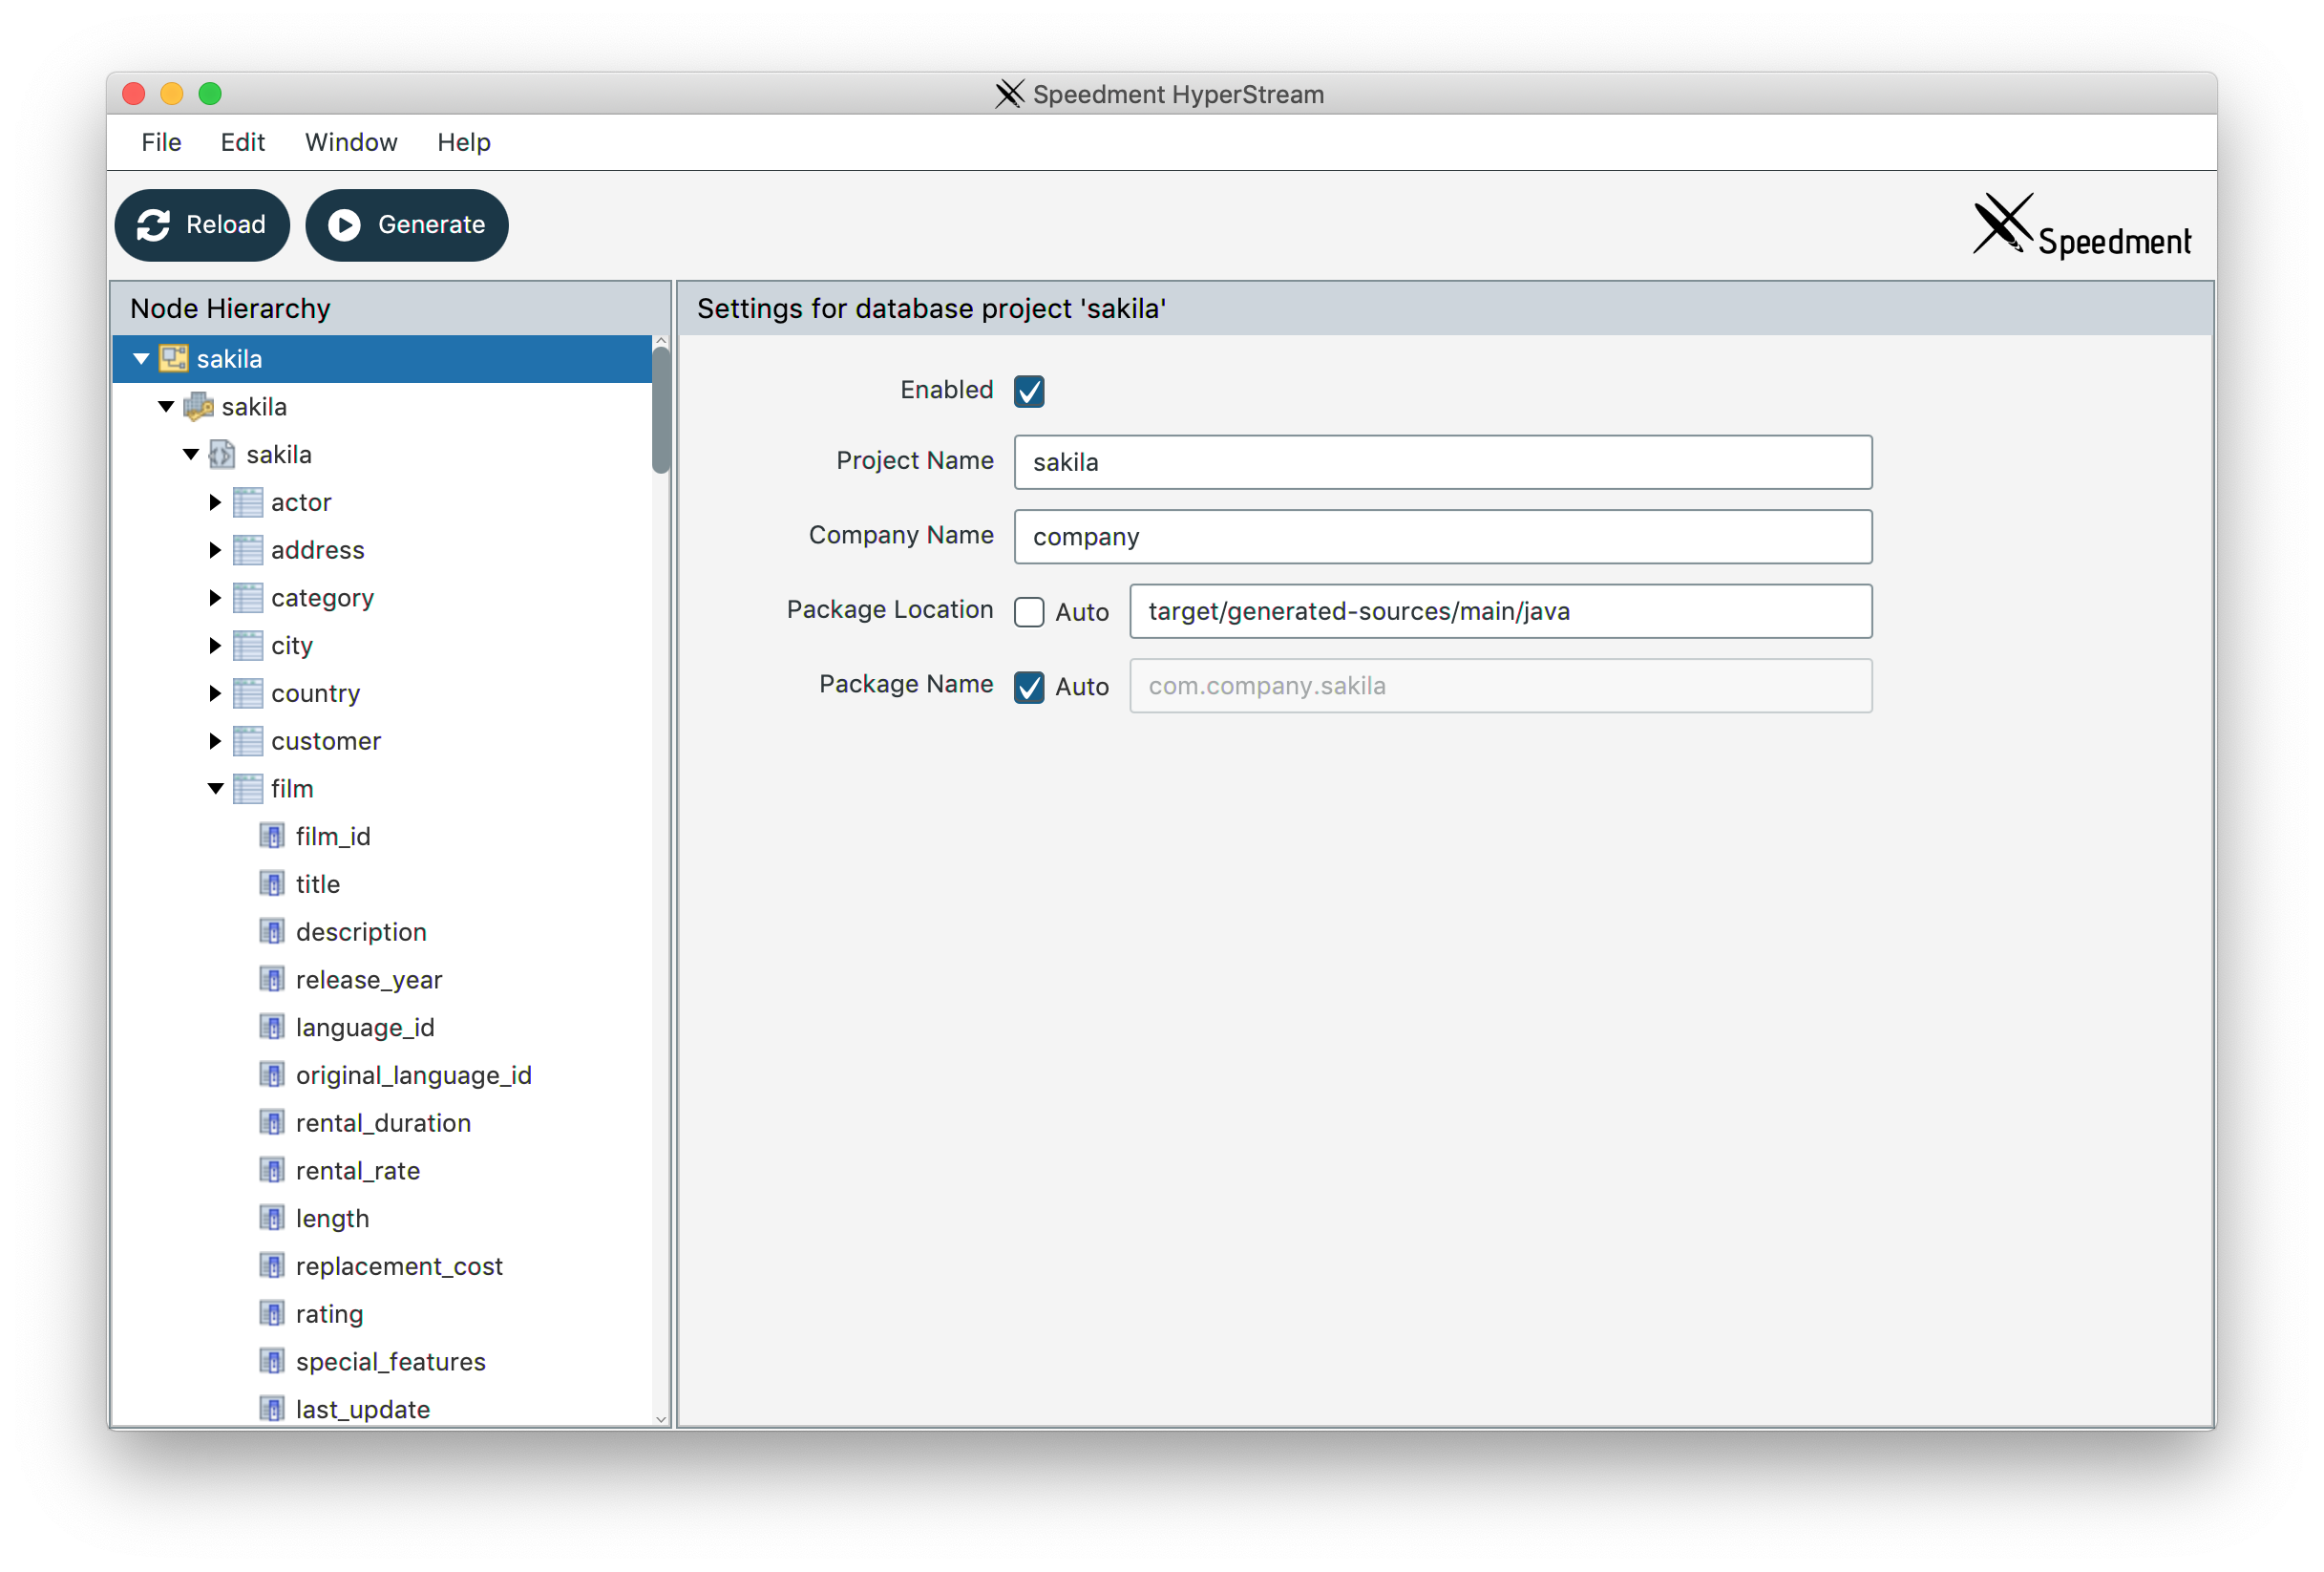 Speedment HyperStream
File Edit Window Help
Reload Generate
Speedment
Node Hierarchy
sakila
sakila
sakila
actor
address
category
city
country
customer
film
film_id
title
description
release_year
language_id
original_language_id
rental_duration
rental_rate
length
replacement_cost
rating
special_features
last_update
Settings for database project 'sakila'
Enabled
Project Name sakila
Company Name company
Package Location Auto target/generated-sources/main/java
Package Name Auto com.company.sakila